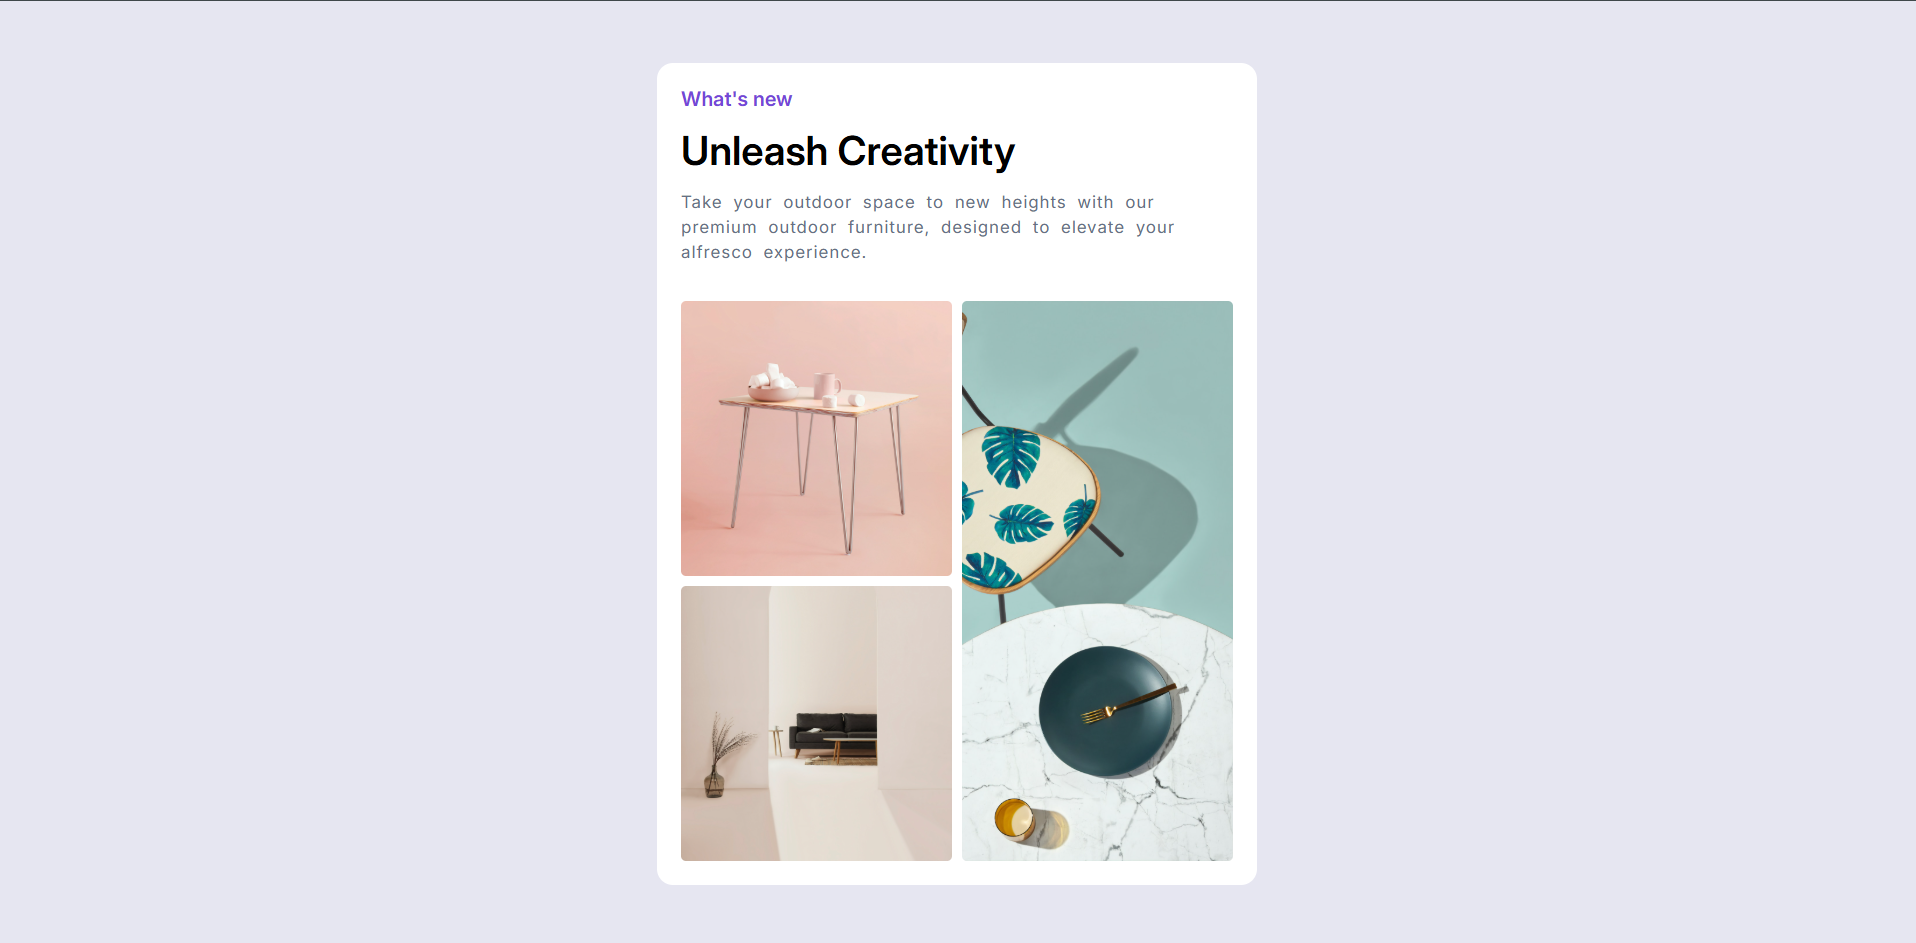 What's new
Unleash Creativity
Take your outdoor space to new heights with our
premium outdoor furniture, designed to elevate your
alfresco experience.